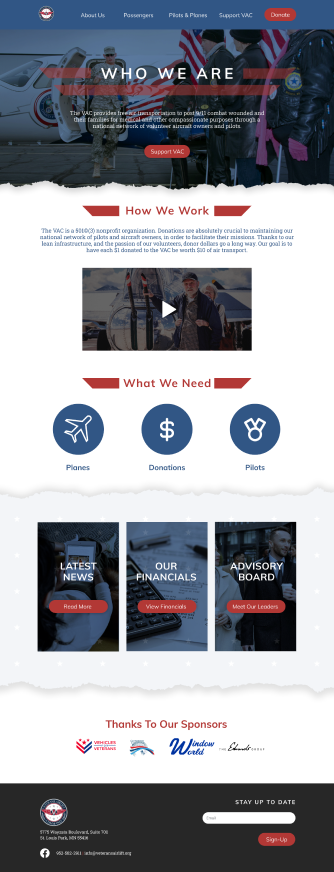 About Us
Passengers
Pilots & Planes
Support VAC
Donate
WHO WE ARE
The VAC provides free air transportation to post 9/11 combat wounded and
their families for medical and other compassionate purposes through a
national network of volunteer aircraft owners and pilots.
Support VAC
How We Work
The VAC is a 501©(3) nonprofit organization. Donations are absolutely crucial to maintaining our
national network of pilots and aircraft owners, in order to facilitate their missions. Thanks to our
lean infrastructure, and the passion of our volunteers, donor dollars go a long way. Our goal is to
have each $1 donated to the VAC be worth $10 of air transport.
What We Need
Planes
Donations
Pilots
LATEST
NEWS
Read More
OUR
FINANCIALS
View Financials
ADVISORY
BOARD
Meet Our Leaders
Thanks To Our Sponsors
VEHICLES
VETERANS
Window
World
THE Edwards
STAY UP TO DATE
Email
Sign-Up
5775 Wayzata Boulevard, Suite 700
St. Louis Park, MN 55416
952-582-2911 | info@veteransairlift.org